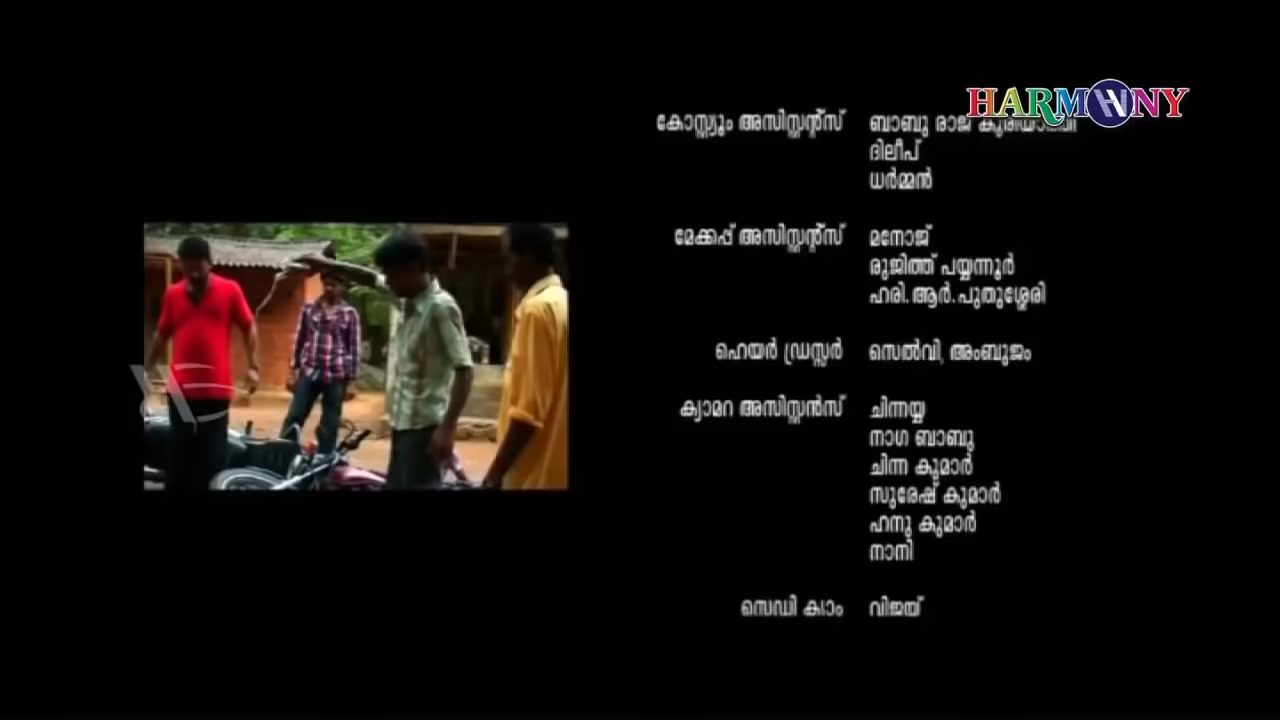 HARMONY
കോസ്റ്റ്യൂം അസിസ്റ്റന്റ്സ് ബാബു രാജ്
ദിലീപ്
ധർമ്മൻ
മേക്കപ്പ് അസിസ്റ്റന്റ്സ് മനോജ്
രുജിത്ത് പയ്യന്നൂർ
ഹരി.ആർ.പുതുശ്ശേരി
ഹെയർ ഡ്രസ്സർ സെൽവി, അംബുജം
ക്യാമറ അസിസ്റ്റൻസ് ചിന്നയ്യ
നാഗ ബാബു
ചിന്ന കുമാർ
സുരേഷ് കുമാർ
ഹനു കുമാർ
നാനി
സെഡി ക്യാം വിജയ്